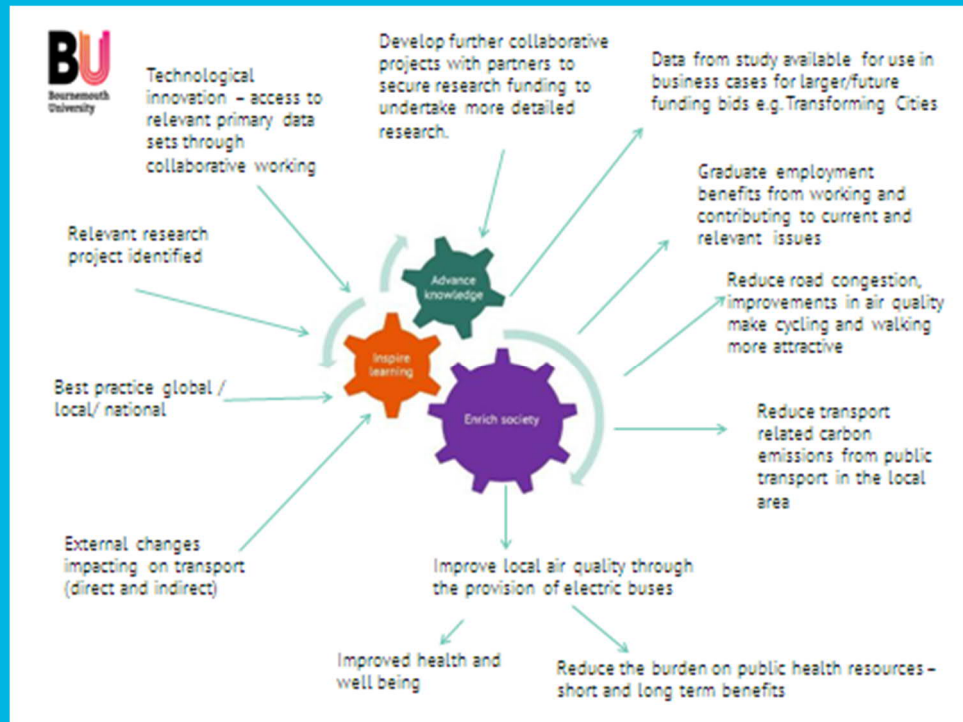 BU
Bournemouth
University
Technological
innovation – access to
relevant primary data
sets through
collaborative working
Develop further collaborative
projects with partners to
secure research funding to
undertake more detailed
research.
Data from study available for use in
business cases for larger/future
funding bids e.g. Transforming Cities
Graduate employment
benefits from working and
contributing to current and
relevant issues
Relevant research
project identified
Advance
knowledge
Reduce road congestion,
improvements in air quality
make cycling and walking
more attractive
Inspire
learning
Best practice global /
local/ national
Enrich society
Reduce transport
related carbon
emissions from public
transport in the local
area
External changes
impacting on transport
(direct and indirect)
Improve local air quality through
the provision of electric buses
Improved health and
well being
Reduce the burden on public health resources –
short and long term benefits